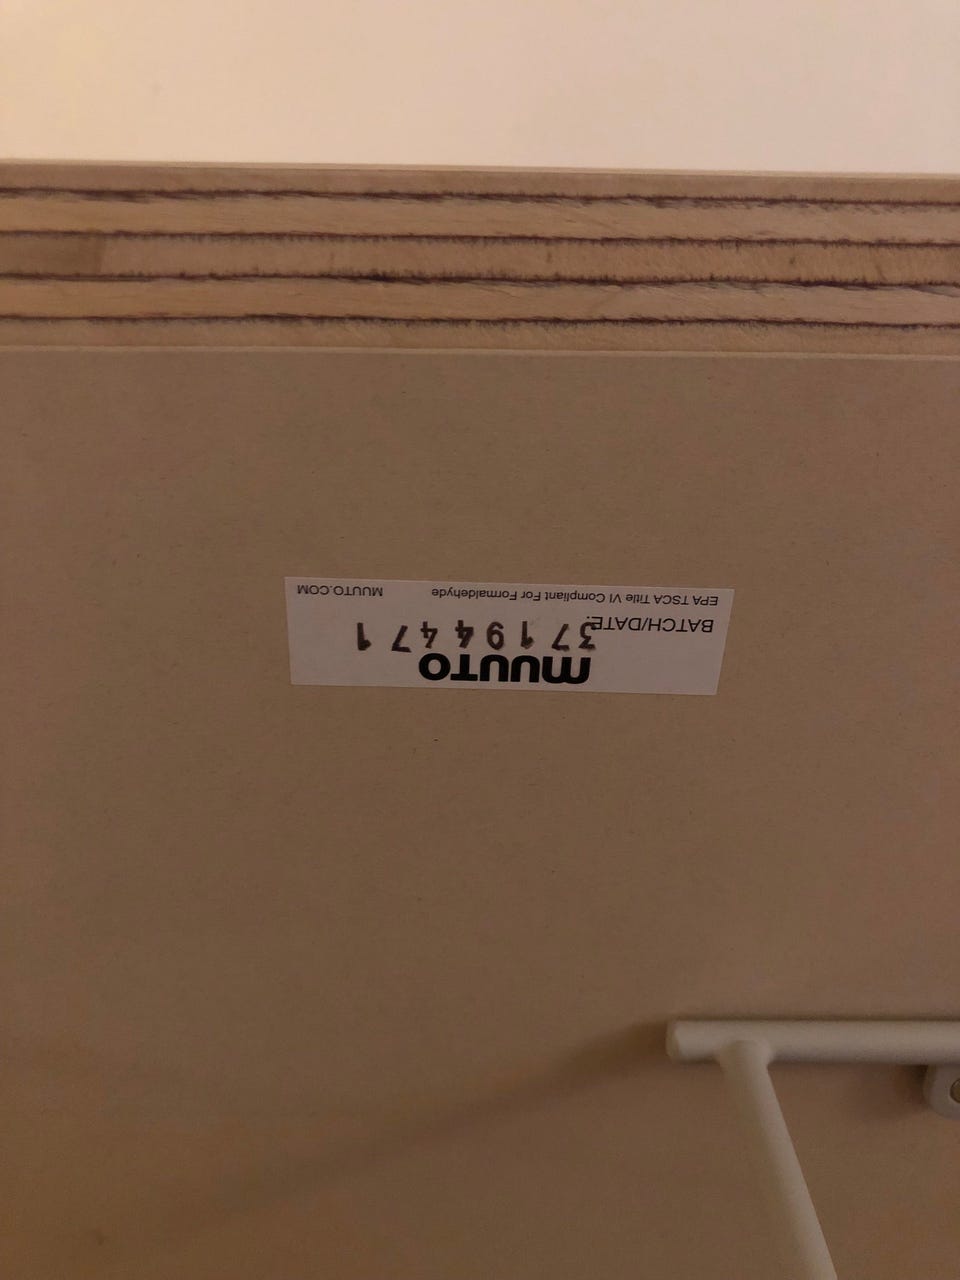 muuto
37194471
BATCH/DATE:
EPA TSCA Title VI Compliant For Formaldehyde MUUTO.COM